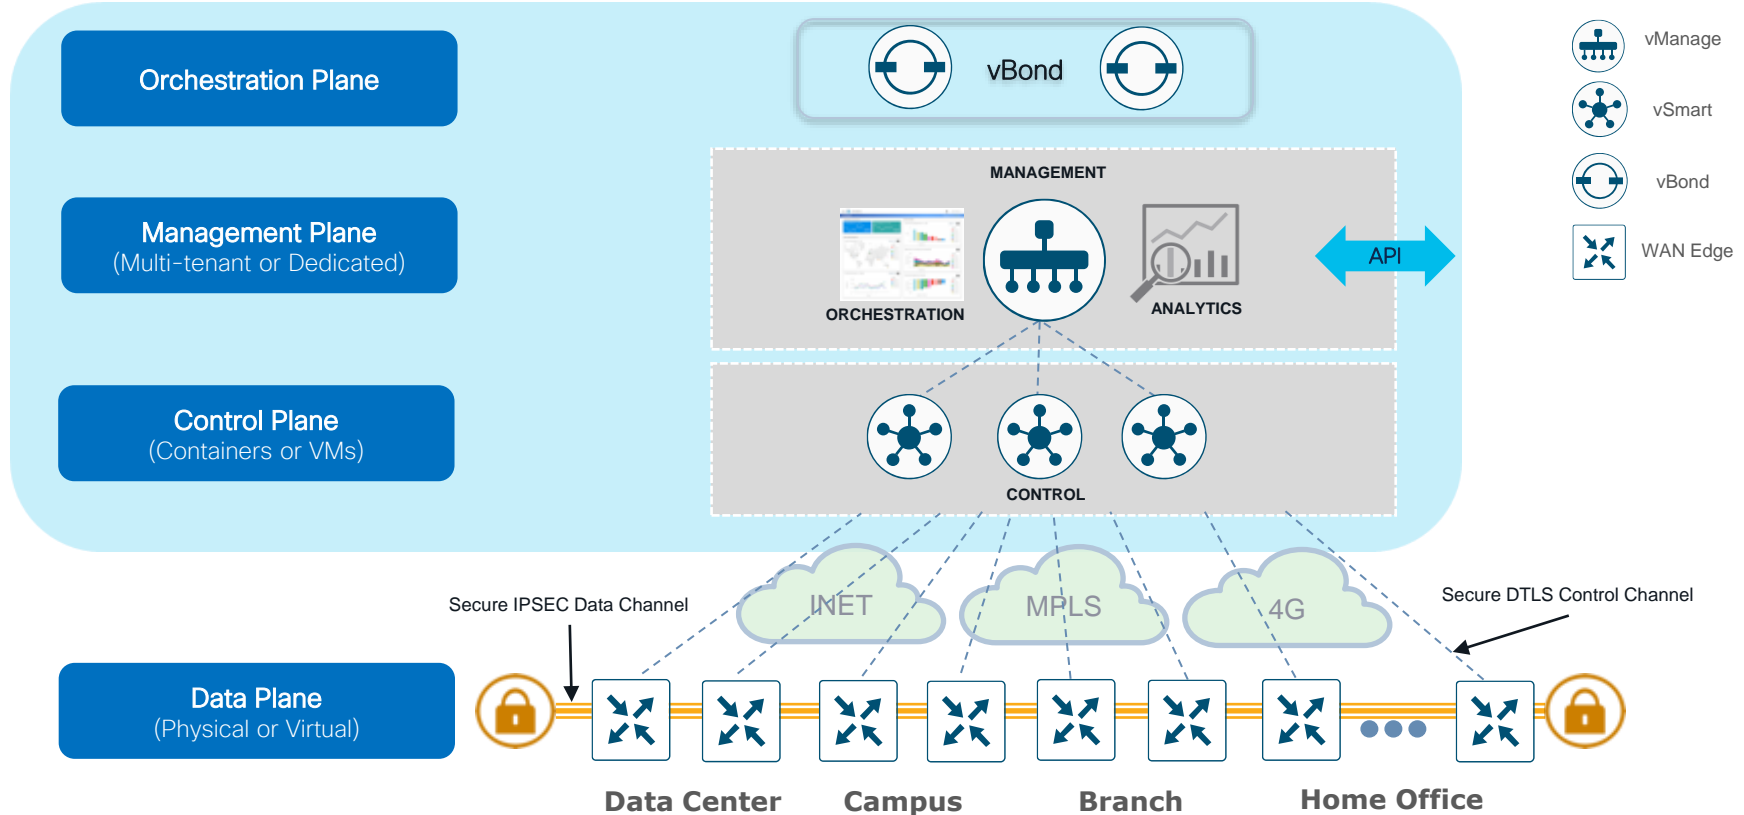 Orchestration Plane
vBond
vManage
vSmart
vBond
WAN Edge
Management Plane
(Multi-tenant or Dedicated)
MANAGEMENT
ORCHESTRATION
ANALYTICS
API
Control Plane
(Containers or VMs)
CONTROL
INET
MPLS
4G
Secure IPSEC Data Channel
Secure DTLS Control Channel
Data Plane
(Physical or Virtual)
Data Center
Campus
Branch
Home Office